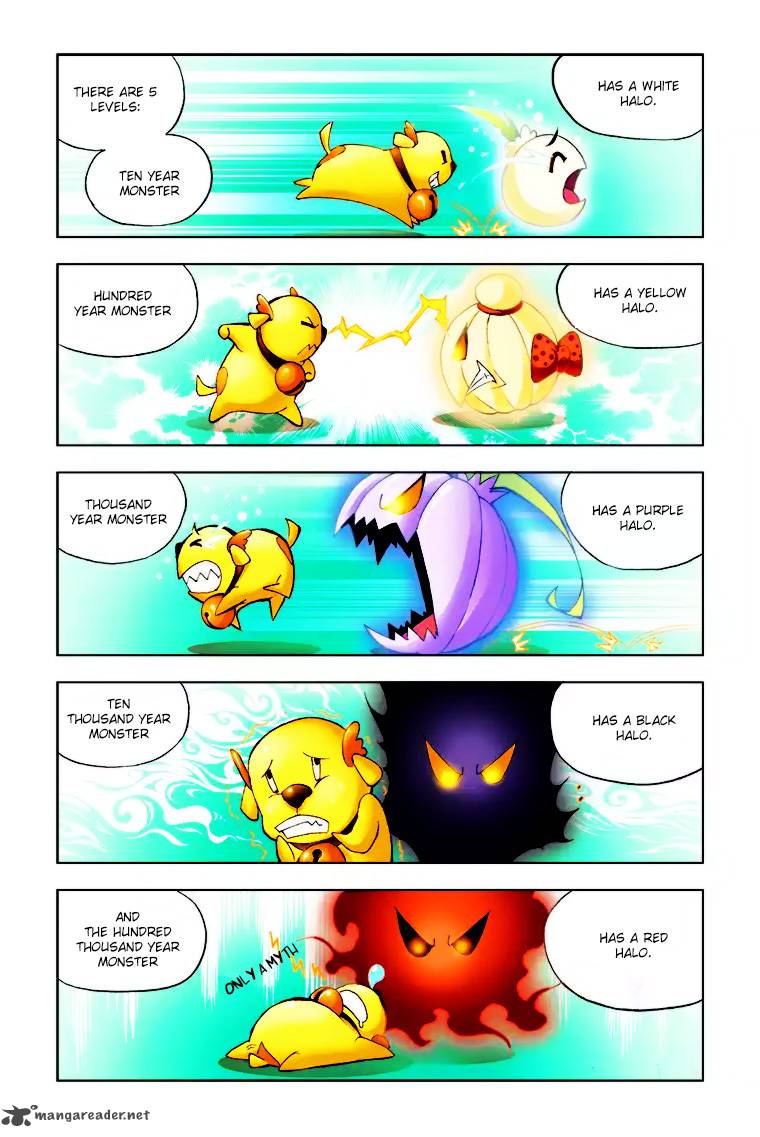 THERE ARE 5
LEVELS:
TEN YEAR
MONSTER
HAS A WHITE
HALO.
HUNDRED
YEAR MONSTER
HAS A YELLOW
HALO.
THOUSAND
YEAR MONSTER
HAS A PURPLE
HALO.
TEN
THOUSAND YEAR
MONSTER
HAS A BLACK
HALO.
AND
THE HUNDRED
THOUSAND YEAR
MONSTER
ONLY A MYTH
HAS A RED
HALO.
mangareader.net